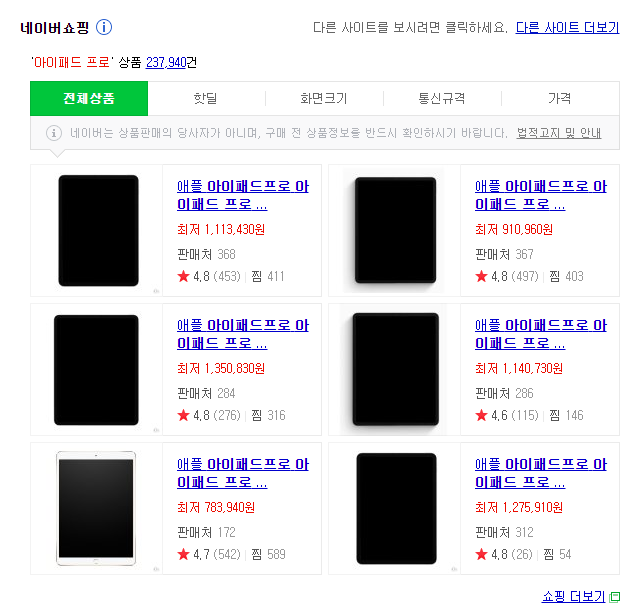 네이버쇼핑
다른 사이트를 보시려면 클릭하세요. 다른 사이트 더보기
'아이패드 프로' 상품 237,940건
전체상품 핫딜 화면크기 통신규격 가격
네이버는 상품판매의 당사자가 아니며, 구매 전 상품정보를 반드시 확인하시기 바랍니다. 법적고지 및 안내
애플 아이패드프로 아
이패드 프로 ...
최저 1,113,430원
판매처 368
★ 4,8 (453) 찜 411
애플 아이패드프로 아
이패드 프로 ...
최저 910,960원
판매처 367
★ 4,8 (497) 찜 403
애플 아이패드프로 아
이패드 프로 ...
최저 1,350,830원
판매처 284
★ 4,8 (276) 찜 316
애플 아이패드프로 아
이패드 프로 ...
최저 1,140,730원
판매처 286
★ 4,6 (115) 찜 146
애플 아이패드프로 아
이패드 프로 ...
최저 783,940원
판매처 172
★ 4,7 (542) 찜 589
애플 아이패드프로 아
이패드 프로 ...
최저 1,275,910원
판매처 312
★ 4,8 (26) 찜 54
쇼핑 더보기